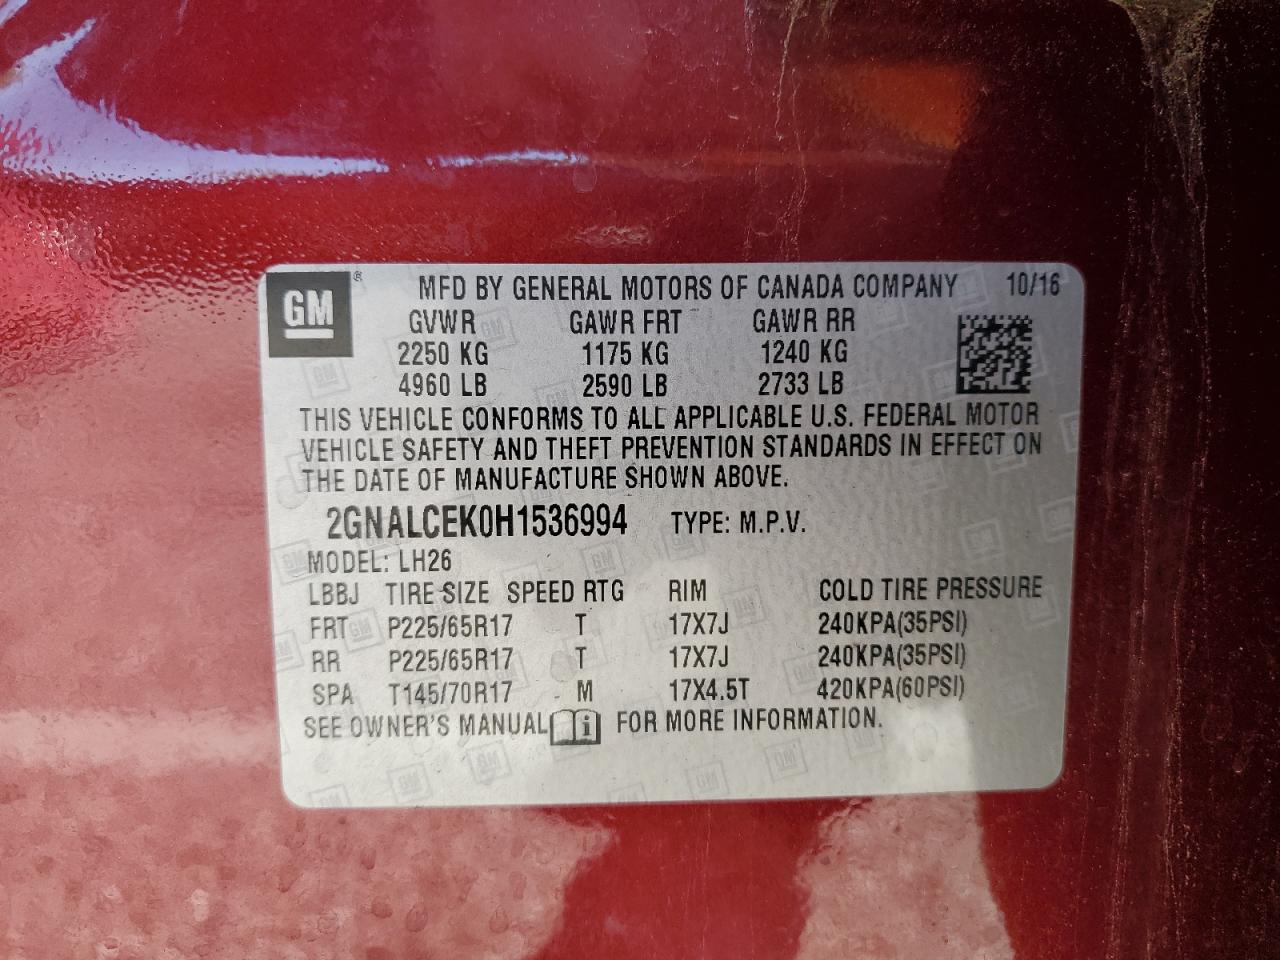 GM ® MFD BY GENERAL MOTORS OF CANADA COMPANY 10/16
GVWR GAWR FRT GAWR RR
2250 KG 1175 KG 1240 KG
4960 LB 2590 LB 2733 LB
THIS VEHICLE CONFORMS TO ALL APPLICABLE U.S. FEDERAL MOTOR
VEHICLE SAFETY AND THEFT PREVENTION STANDARDS IN EFFECT ON
THE DATE OF MANUFACTURE SHOWN ABOVE.
2GNALCEK0H1536994 TYPE: M.P.V.
MODEL: LH26
LBBJ TIRE SIZE SPEED RTG RIM COLD TIRE PRESSURE
FRT P225/65R17 T 17X7J 240KPA(35PSI)
RR P225/65R17 T 17X7J 240KPA(35PSI)
SPA T145/70R17 M 17X4.5T 420KPA(60PSI)
SEE OWNER'S MANUAL i FOR MORE INFORMATION.